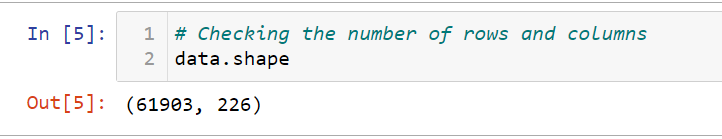 In [5]: 1 # Checking the number of rows and columns
2 data.shape
Out[5]: (61903, 226)